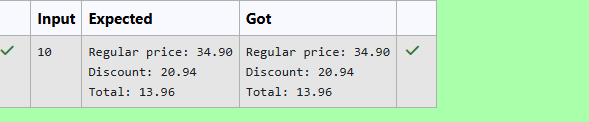 Input Expected Got
10 Regular price: 34.90 Regular price: 34.90
Discount: 20.94 Discount: 20.94
Total: 13.96 Total: 13.96